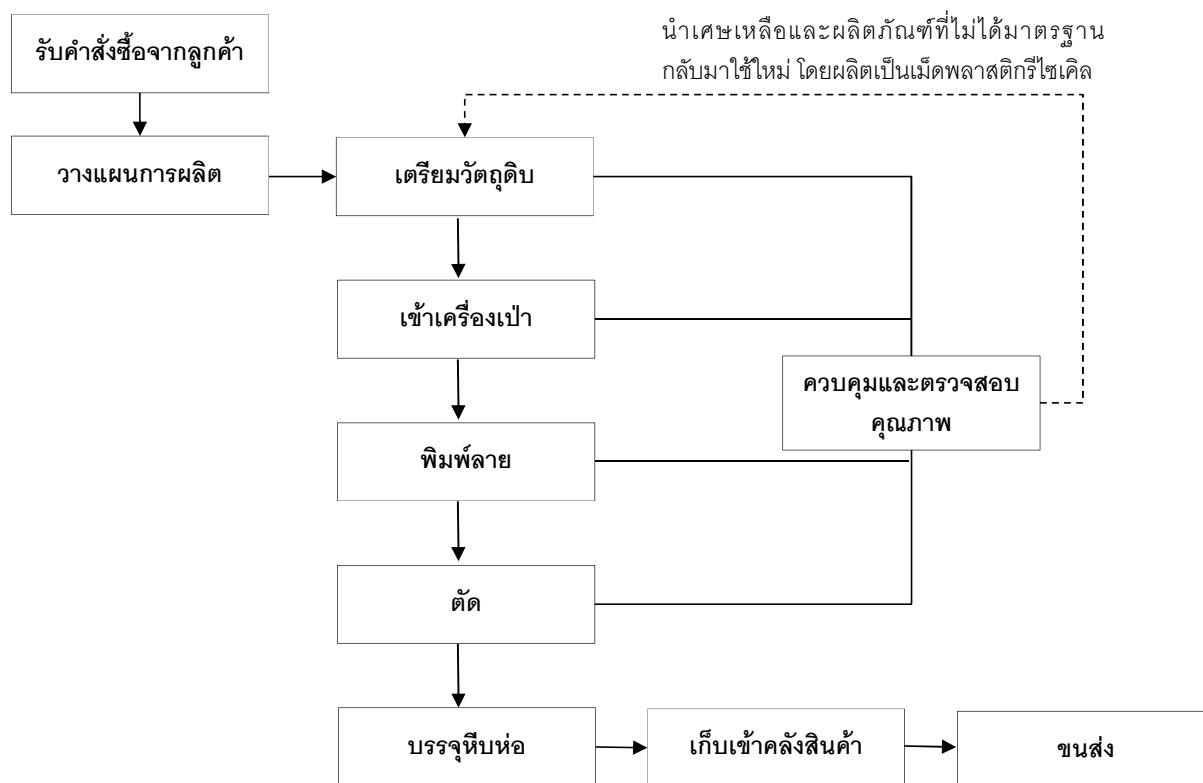 รับคำสั่งซื้อจากลูกค้า
นำเศษเหลือและผลิตภัณฑ์ที่ไม่ได้มาตรฐาน
กลับมาใช้ใหม่ โดยผลิตเป็นเม็ดพลาสติกรีไซเคิล
วางแผนการผลิต
เตรียมวัตถุดิบ
เข้าเครื่องเป่า
ควบคุมและตรวจสอบ
คุณภาพ
พิมพ์ลาย
ตัด
บรรจุหีบห่อ
เก็บเข้าคลังสินค้า
ขนส่ง